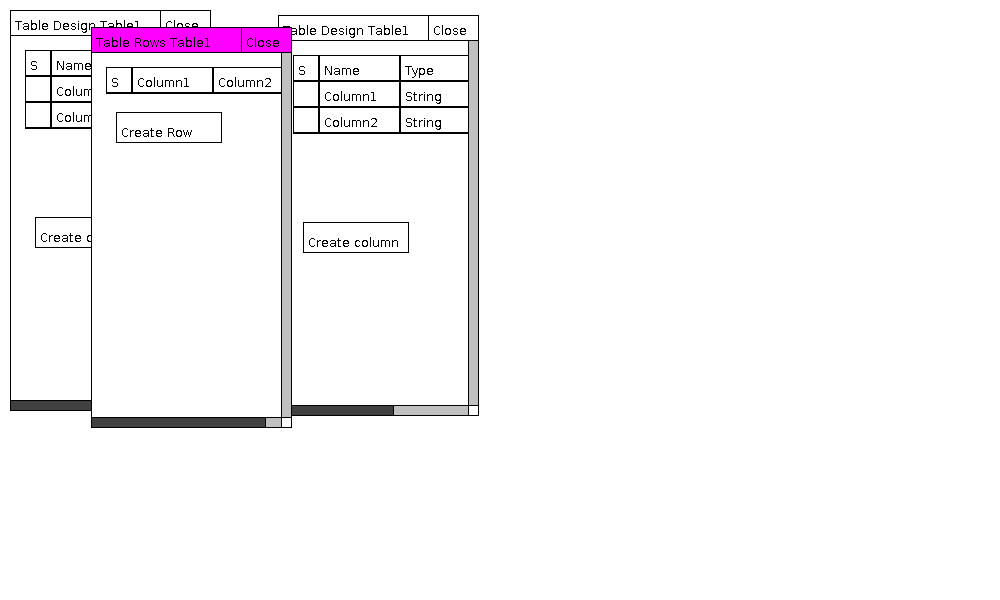 Table Design Table1 Close
S Name
Colum
Colum
Create c
Table Rows Table1 Close
S Column1 Column2
Create Row
Table Design Table1 Close
S Name Type
Column1 String
Column2 String
Create column